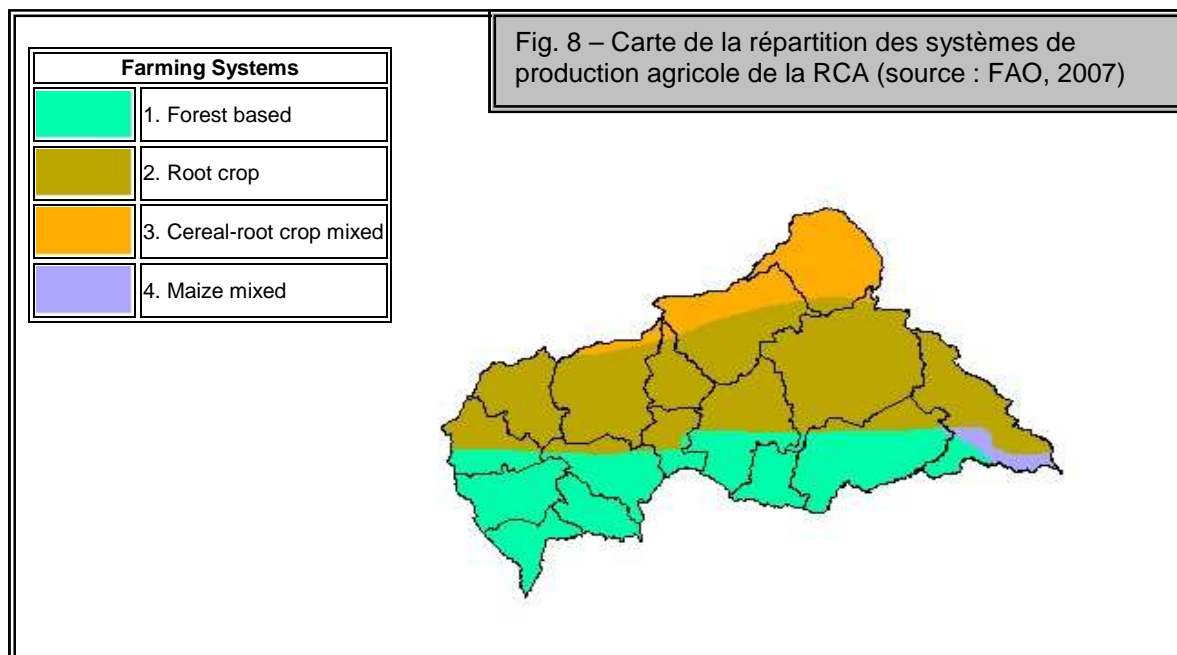 Fig. 8 – Carte de la répartition des systèmes de
production agricole de la RCA (source : FAO, 2007)
Farming Systems
1. Forest based
2. Root crop
3. Cereal-root crop mixed
4. Maize mixed